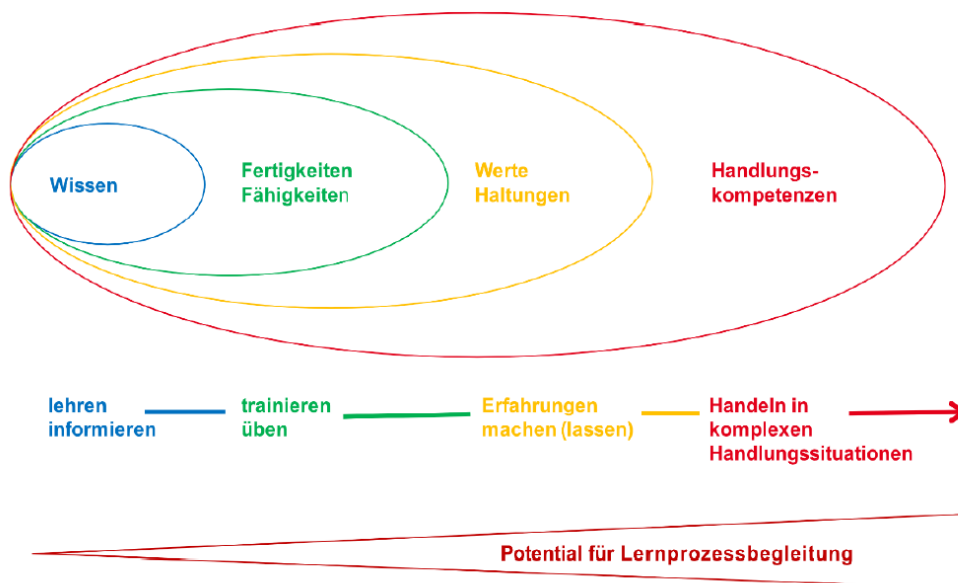 Wissen
Fertigkeiten
Fähigkeiten
Werte
Haltungen
Handlungs-
kompetenzen
lehren
informieren
trainieren
üben
Erfahrungen
machen (lassen)
Handeln in
komplexen
Handlungssituationen
Potential für Lernprozessbegleitung